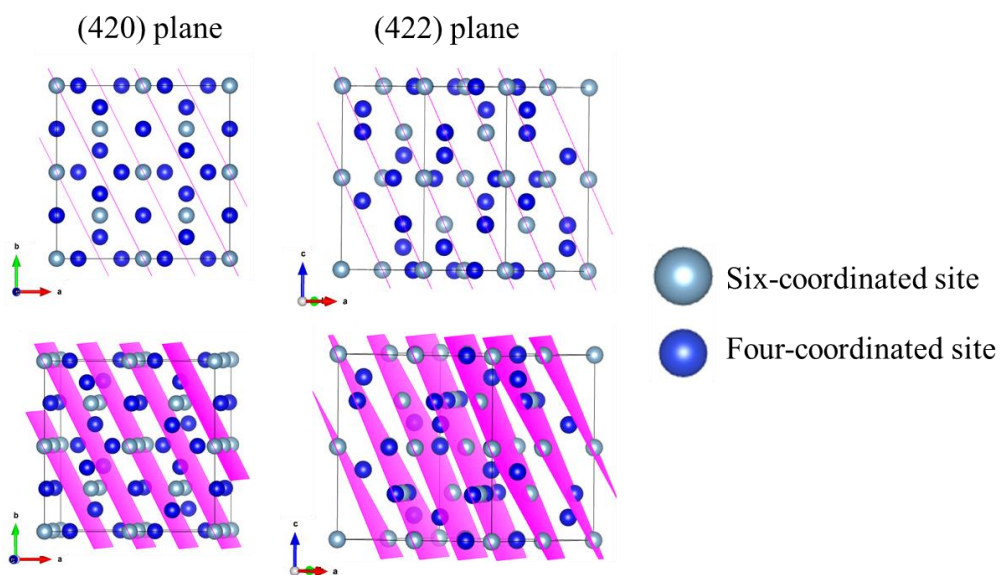 (420) plane
(422) plane
b
a
c
a
Six-coordinated site
Four-coordinated site
b
a
c
a